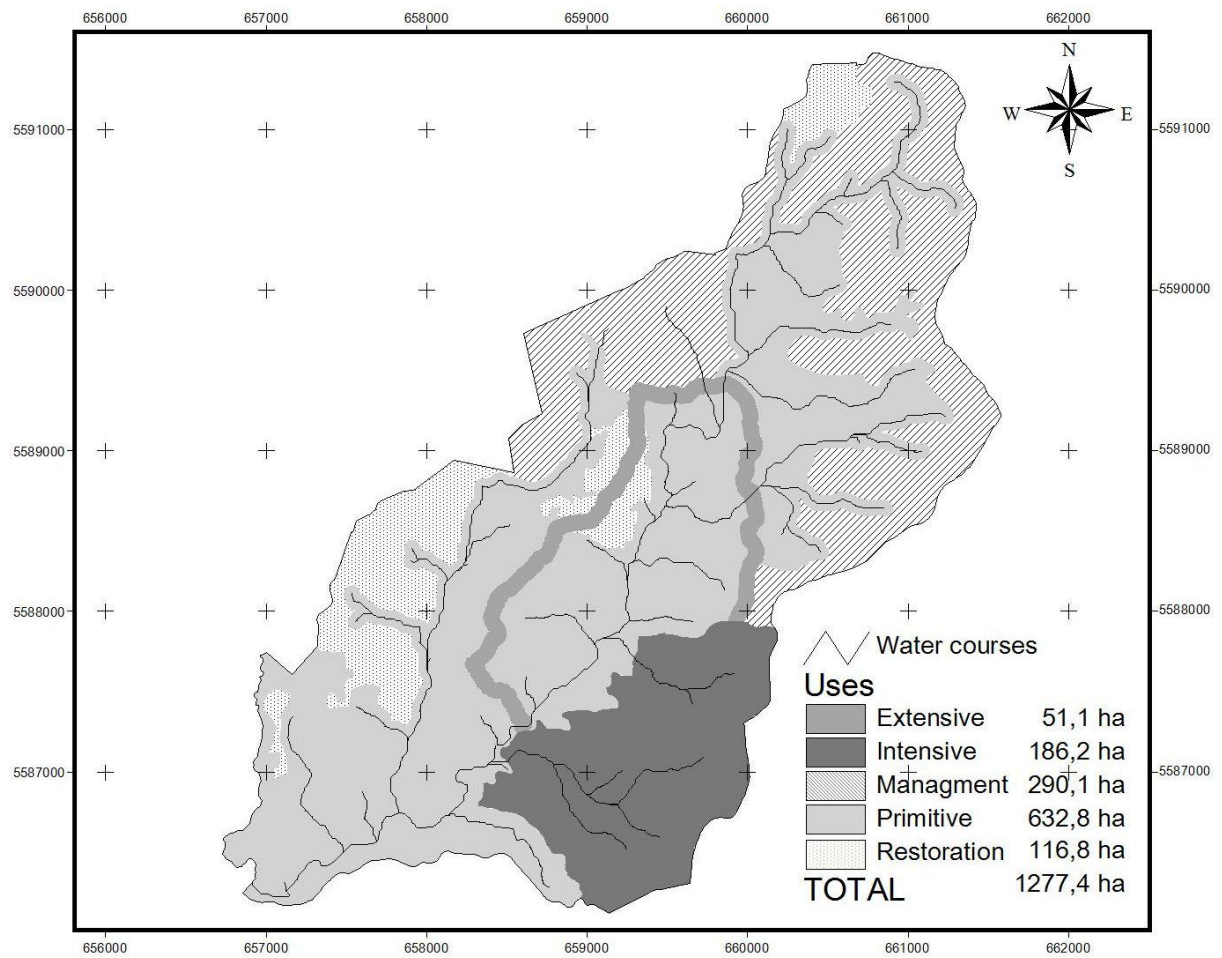 656000 657000 658000 659000 660000 661000 662000
N
W E
S
5591000 5591000
5590000 5590000
5589000 5589000
5588000 5588000
Water courses
Uses
Extensive 51,1 ha
Intensive 186,2 ha
5587000 5587000
Managment 290,1 ha
Primitive 632,8 ha
Restoration 116,8 ha
TOTAL 1277,4 ha
656000 657000 658000 659000 660000 661000 662000